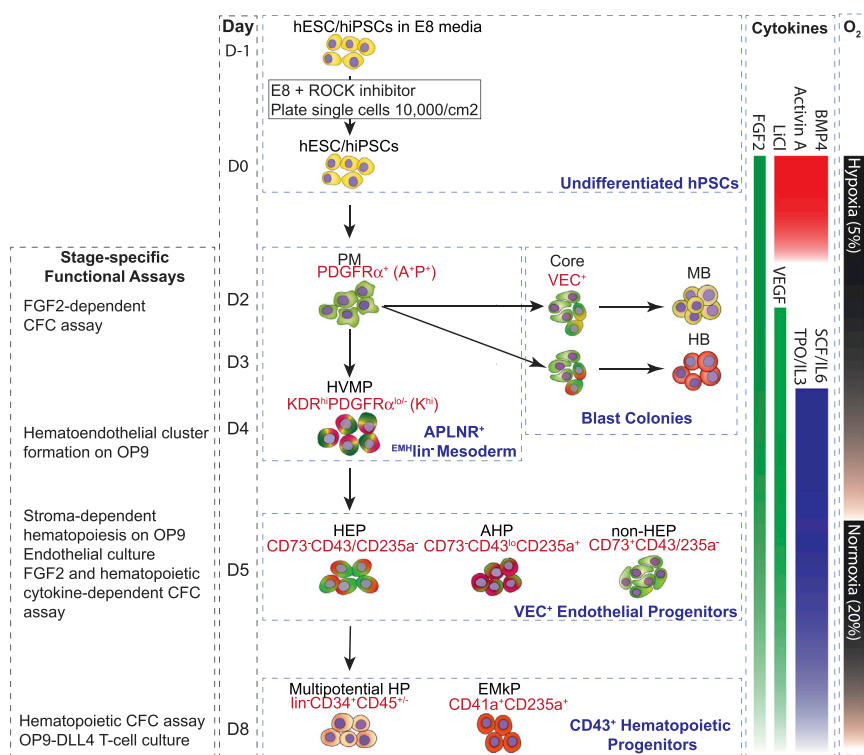 Day
Cytokines
O2
D-1
hESC/hiPSCs in E8 media
E8 + ROCK inhibitor
Plate single cells 10,000/cm2
D0
hESC/hiPSCs
Undifferentiated hPSCs
FGF2
LiCl
Activin A
BMP4
Hypoxia (5%)
Stage-specific
Functional Assays
FGF2-dependent
CFC assay
D2
PM
PDGFRα+ (A+P+)
Core
VEC+
MB
VEGF
D3
HB
TPO/IL3
SCF/IL6
Blast Colonies
Hematoendothelial cluster
formation on OP9
D4
HVMP
KDRhiPDGFRαlo/- (Khi)
APLNR+
EMHlin- Mesoderm
Stroma-dependent
hematopoiesis on OP9
Endothelial culture
FGF2 and hematopoietic
cytokine-dependent CFC
assay
D5
HEP
CD73-CD43/CD235a-
AHP
CD73-CD43loCD235a+
non-HEP
CD73+CD43/235a-
VEC+ Endothelial Progenitors
Normoxia (20%)
Hematopoietic CFC assay
OP9-DLL4 T-cell culture
D8
Multipotential HP
lin-CD34+CD45+/-
EMkP
CD41a+CD235a+
CD43+ Hematopoietic
Progenitors